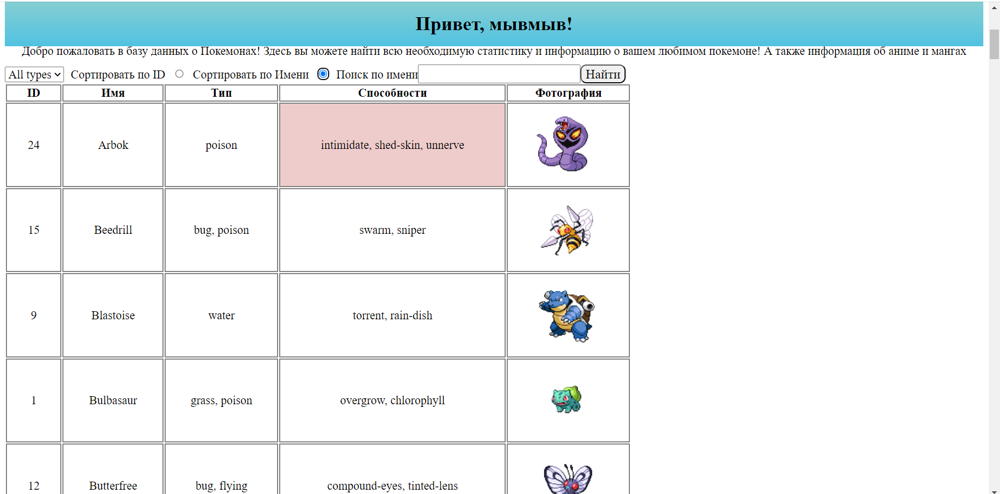 Привет, мывмыв!
Добро пожаловать в базу данных о Покемонах! Здесь вы можете найти всю необходимую статистику и информацию о вашем любимом покемоне! А также информация об аниме и мангах
All types Сортировать по ID Сортировать по Имени Поиск по имени Найти
ID Имя Тип Способности Фотография
24 Arbok poison intimidate, shed-skin, unnerve
15 Beedrill bug, poison swarm, sniper
9 Blastoise water torrent, rain-dish
1 Bulbasaur grass, poison overgrow, chlorophyll
12 Butterfree bug, flying compound-eyes, tinted-lens